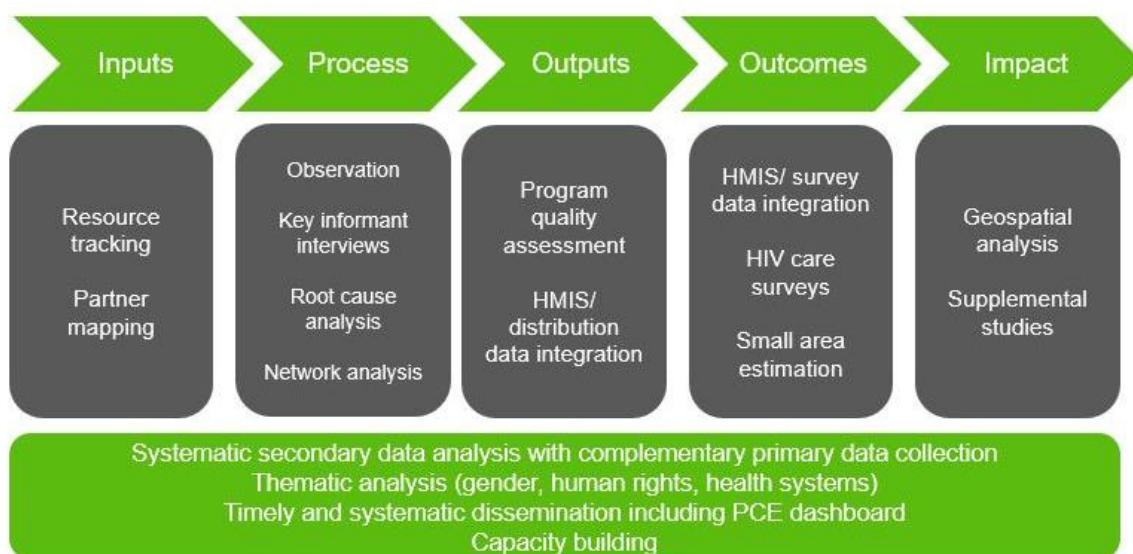 Inputs
Process
Outputs
Outcomes
Impact
Resource
tracking
Partner
mapping
Observation
Key informant
interviews
Root cause
analysis
Network analysis
Program
quality
assessment
HMIS/
distribution
data integration
HMIS/ survey
data integration
HIV care
surveys
Small area
estimation
Geospatial
analysis
Supplemental
studies
Systematic secondary data analysis with complementary primary data collection
Thematic analysis (gender, human rights, health systems)
Timely and systematic dissemination including PCE dashboard
Capacity building